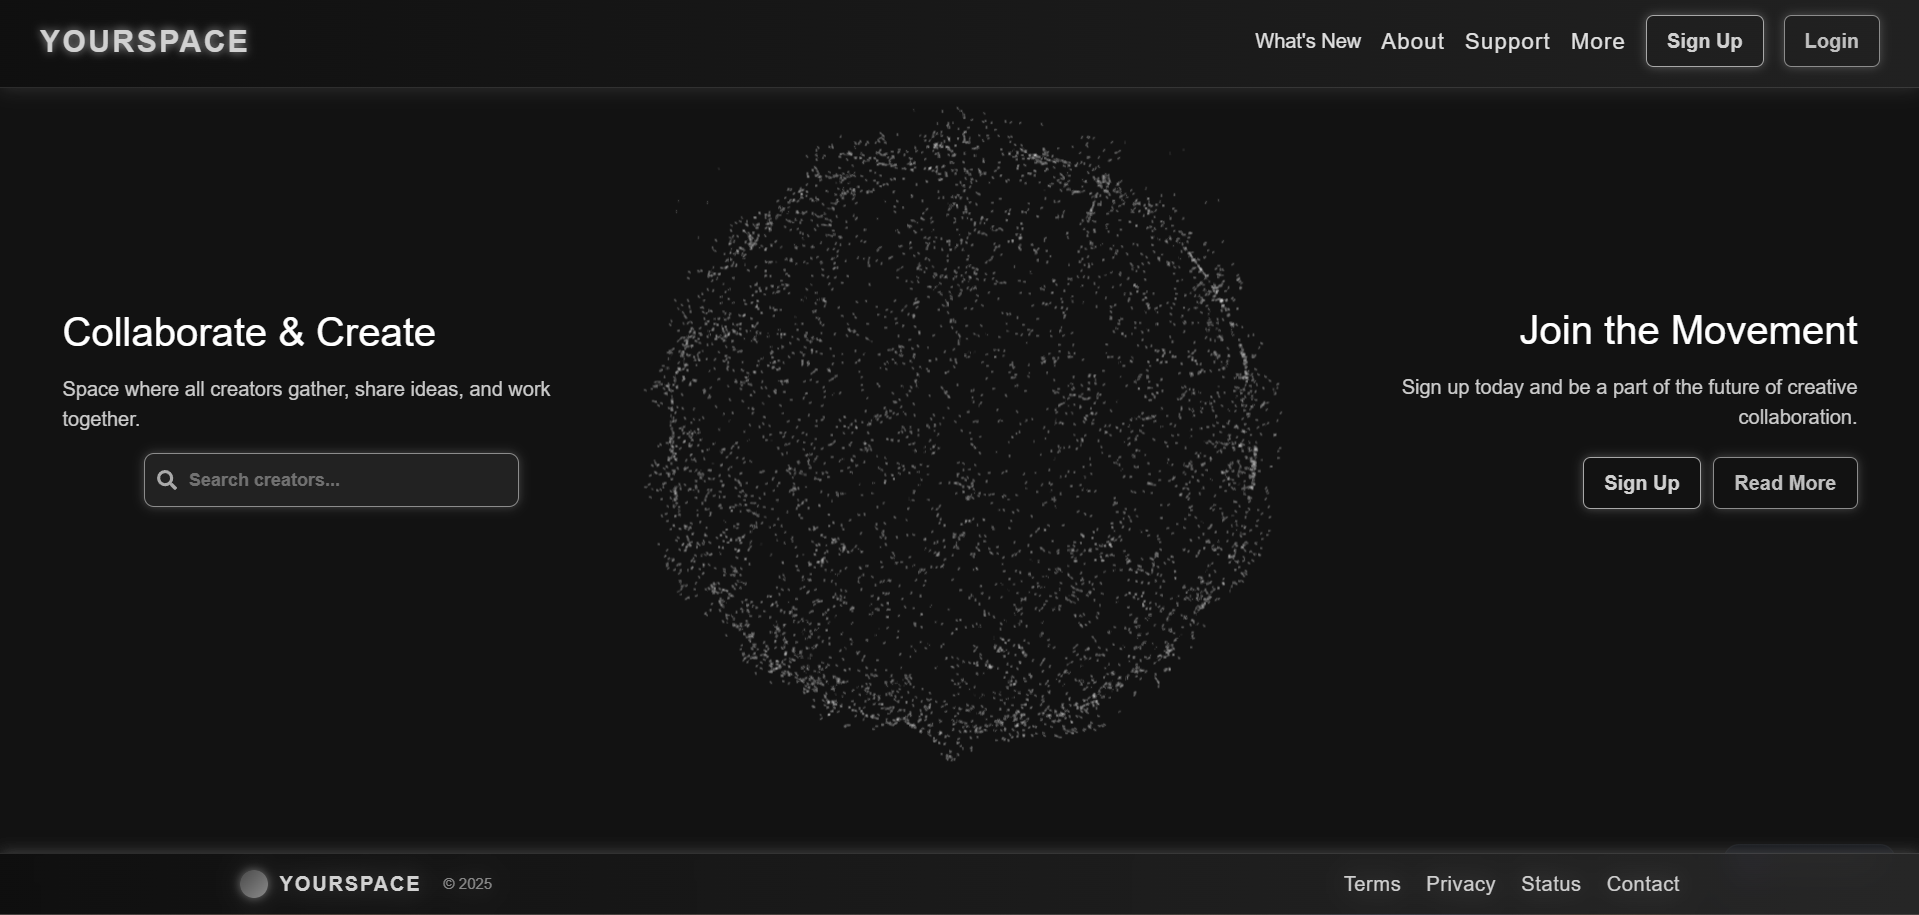 YOURSPACE
What's New
About
Support
More
Sign Up
Login
Collaborate & Create
Space where all creators gather, share ideas, and work
together.
Search creators...
Join the Movement
Sign up today and be a part of the future of creative
collaboration.
Sign Up
Read More
YOURSPACE
© 2025
Terms
Privacy
Status
Contact